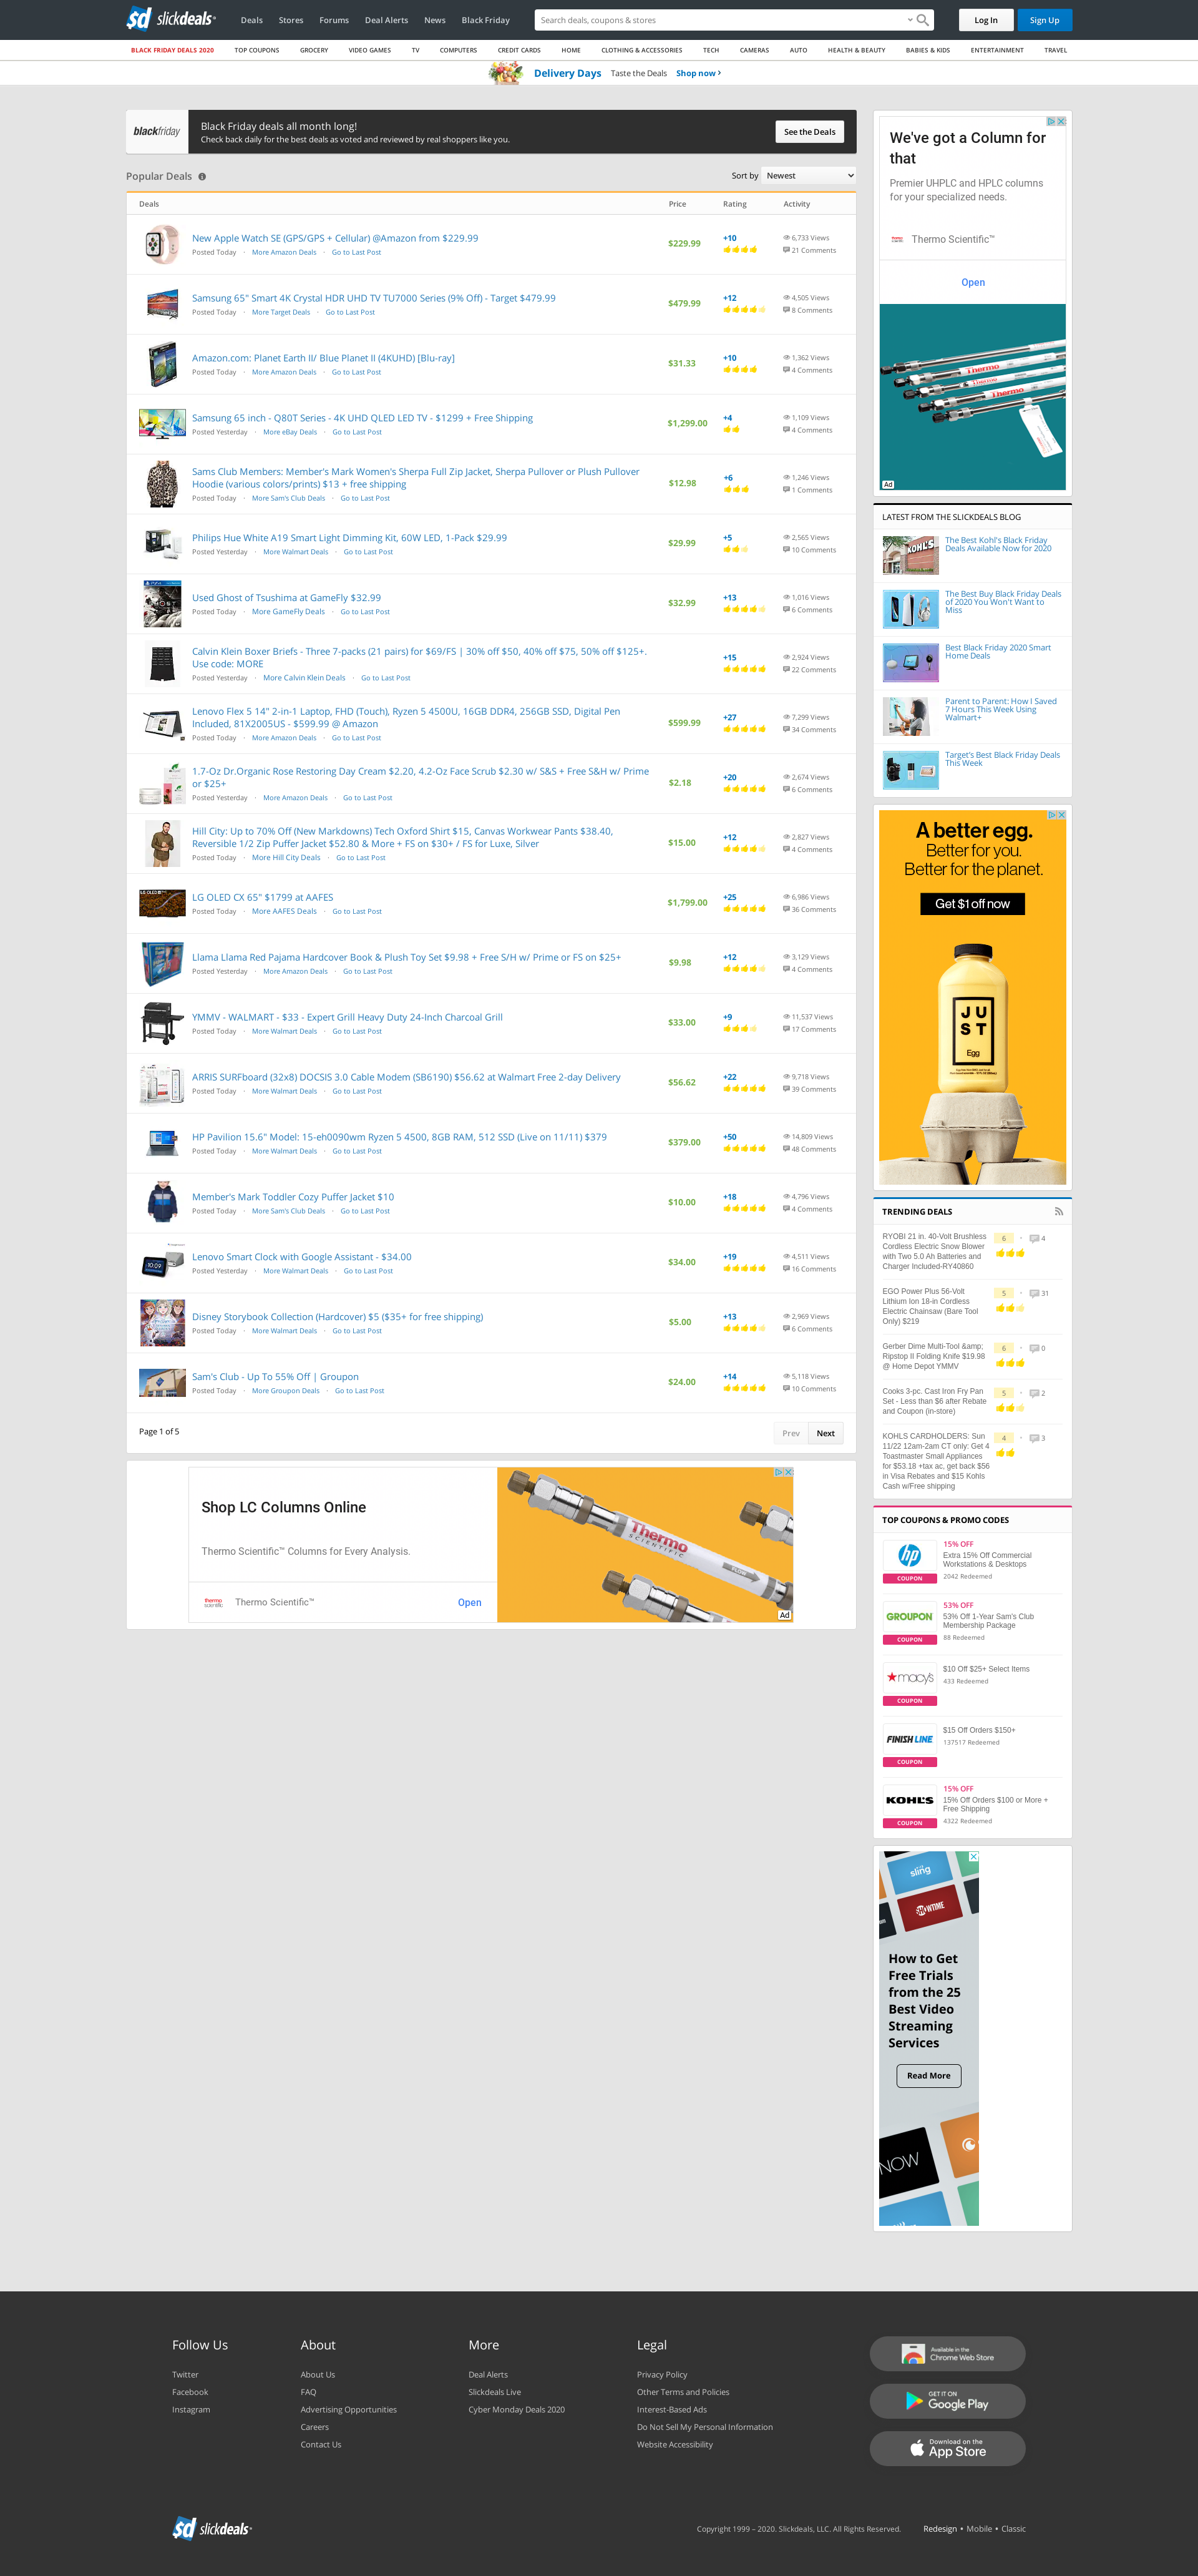 slickdeals
Deals Stores Forums Deal Alerts News Black Friday
Search deals, coupons & stores
Log In Sign Up
BLACK FRIDAY DEALS 2020 TOP COUPONS GROCERY VIDEO GAMES TV COMPUTERS CREDIT CARDS HOME CLOTHING & ACCESSORIES TECH CAMERAS AUTO HEALTH & BEAUTY BABIES & KIDS ENTERTAINMENT TRAVEL
Delivery Days Taste the Deals Shop now
blackfriday
Black Friday deals all month long!
Check back daily for the best deals as voted and reviewed by real shoppers like you.
See the Deals
Popular Deals
Sort by Newest
Deals Price Rating Activity
New Apple Watch SE (GPS/GPS + Cellular) @Amazon from $229.99
Posted Today · More Amazon Deals · Go to Last Post
$229.99 +10 6,733 Views
21 Comments
Samsung 65" Smart 4K Crystal HDR UHD TV TU7000 Series (9% Off) - Target $479.99
Posted Today · More Target Deals · Go to Last Post
$479.99 +12 4,505 Views
8 Comments
Amazon.com: Planet Earth II/ Blue Planet II (4KUHD) [Blu-ray]
Posted Today · More Amazon Deals · Go to Last Post
$31.33 +10 1,362 Views
4 Comments
Samsung 65 inch - Q80T Series - 4K UHD QLED LED TV - $1299 + Free Shipping
Posted Yesterday · More eBay Deals · Go to Last Post
$1,299.00 +4 1,109 Views
4 Comments
Sams Club Members: Member's Mark Women's Sherpa Full Zip Jacket, Sherpa Pullover or Plush Pullover
Hoodie (various colors/prints) $13 + free shipping
Posted Today · More Sam's Club Deals · Go to Last Post
$12.98 +6 1,246 Views
1 Comments
Philips Hue White A19 Smart Light Dimming Kit, 60W LED, 1-Pack $29.99
Posted Yesterday · More Walmart Deals · Go to Last Post
$29.99 +5 2,565 Views
10 Comments
Used Ghost of Tsushima at GameFly $32.99
Posted Today · More GameFly Deals · Go to Last Post
$32.99 +13 1,016 Views
6 Comments
Calvin Klein Boxer Briefs - Three 7-packs (21 pairs) for $69/FS | 30% off $50, 40% off $75, 50% off $125+.
Use code: MORE
Posted Yesterday · More Calvin Klein Deals · Go to Last Post
+15 2,924 Views
22 Comments
Lenovo Flex 5 14" 2-in-1 Laptop, FHD (Touch), Ryzen 5 4500U, 16GB DDR4, 256GB SSD, Digital Pen
Included, 81X2005US - $599.99 @ Amazon
Posted Today · More Amazon Deals · Go to Last Post
$599.99 +27 7,299 Views
34 Comments
1.7-Oz Dr.Organic Rose Restoring Day Cream $2.20, 4.2-Oz Face Scrub $2.30 w/ S&S + Free S&H w/ Prime
or $25+
Posted Yesterday · More Amazon Deals · Go to Last Post
$2.18 +20 2,674 Views
6 Comments
Hill City: Up to 70% Off (New Markdowns) Tech Oxford Shirt $15, Canvas Workwear Pants $38.40,
Reversible 1/2 Zip Puffer Jacket $52.80 & More + FS on $30+ / FS for Luxe, Silver
Posted Today · More Hill City Deals · Go to Last Post
$15.00 +12 2,827 Views
4 Comments
LG OLED CX 65" $1799 at AAFES
Posted Today · More AAFES Deals · Go to Last Post
$1,799.00 +25 6,986 Views
36 Comments
Llama Llama Red Pajama Hardcover Book & Plush Toy Set $9.98 + Free S/H w/ Prime or FS on $25+
Posted Yesterday · More Amazon Deals · Go to Last Post
$9.98 +12 3,129 Views
4 Comments
YMMV - WALMART - $33 - Expert Grill Heavy Duty 24-Inch Charcoal Grill
Posted Today · More Walmart Deals · Go to Last Post
$33.00 +9 11,537 Views
17 Comments
ARRIS SURFboard (32x8) DOCSIS 3.0 Cable Modem (SB6190) $56.62 at Walmart Free 2-day Delivery
Posted Today · More Walmart Deals · Go to Last Post
$56.62 +22 9,718 Views
39 Comments
HP Pavilion 15.6" Model: 15-eh0090wm Ryzen 5 4500, 8GB RAM, 512 SSD (Live on 11/11) $379
Posted Today · More Walmart Deals · Go to Last Post
$379.00 +50 14,809 Views
48 Comments
Member's Mark Toddler Cozy Puffer Jacket $10
Posted Today · More Sam's Club Deals · Go to Last Post
$10.00 +18 4,796 Views
4 Comments
Lenovo Smart Clock with Google Assistant - $34.00
Posted Yesterday · More Walmart Deals · Go to Last Post
$34.00 +19 4,511 Views
16 Comments
Disney Storybook Collection (Hardcover) $5 ($35+ for free shipping)
Posted Today · More Walmart Deals · Go to Last Post
$5.00 +13 2,969 Views
6 Comments
Sam's Club - Up To 55% Off | Groupon
Posted Today · More Groupon Deals · Go to Last Post
$24.00 +14 5,118 Views
10 Comments
Page 1 of 5
Prev Next
Shop LC Columns Online
Thermo Scientific™ Columns for Every Analysis.
thermo scientific Thermo Scientific™ Open
Thermo SCIENTIFIC FLOW
Ad
We've got a Column for
that
Premier UHPLC and HPLC columns
for your specialized needs.
Thermo Scientific™
Open
Thermo
Ad
LATEST FROM THE SLICKDEALS BLOG
KOHL'S
The Best Kohl's Black Friday
Deals Available Now for 2020
The Best Buy Black Friday Deals
of 2020 You Won't Want to
Miss
Best Black Friday 2020 Smart
Home Deals
Parent to Parent: How I Saved
7 Hours This Week Using
Walmart+
Target's Best Black Friday Deals
This Week
A better egg.
Better for you.
Better for the planet.
Get $1 off now
JU
ST
Egg
TRENDING DEALS
RYOBI 21 in. 40-Volt Brushless
Cordless Electric Snow Blower
with Two 5.0 Ah Batteries and
Charger Included-RY40860
6 · 4
EGO Power Plus 56-Volt
Lithium Ion 18-in Cordless
Electric Chainsaw (Bare Tool
Only) $219
5 · 31
Gerber Dime Multi-Tool &amp;
Ripstop II Folding Knife $19.98
@ Home Depot YMMV
6 · 0
Cooks 3-pc. Cast Iron Fry Pan
Set - Less than $6 after Rebate
and Coupon (in-store)
5 · 2
KOHLS CARDHOLDERS: Sun
11/22 12am-2am CT only: Get 4
Toastmaster Small Appliances
for $53.18 +tax ac, get back $56
in Visa Rebates and $15 Kohls
Cash w/Free shipping
4 · 3
TOP COUPONS & PROMO CODES
hp
COUPON
15% OFF
Extra 15% Off Commercial
Workstations & Desktops
2042 Redeemed
GROUPON
COUPON
53% OFF
53% Off 1-Year Sam's Club
Membership Package
88 Redeemed
macy's
COUPON
$10 Off $25+ Select Items
433 Redeemed
FINISH LINE
COUPON
$15 Off Orders $150+
137517 Redeemed
KOHL'S
COUPON
15% OFF
15% Off Orders $100 or More +
Free Shipping
4322 Redeemed
sling
SHOWTIME
How to Get
Free Trials
from the 25
Best Video
Streaming
Services
Read More
NOW
Follow Us
Twitter
Facebook
Instagram
About
About Us
FAQ
Advertising Opportunities
Careers
Contact Us
More
Deal Alerts
Slickdeals Live
Cyber Monday Deals 2020
Legal
Privacy Policy
Other Terms and Policies
Interest-Based Ads
Do Not Sell My Personal Information
Website Accessibility
Available in the
Chrome Web Store
GET IT ON
Google Play
Download on the
App Store
slickdeals
Copyright 1999 – 2020. Slickdeals, LLC. All Rights Reserved. Redesign • Mobile • Classic